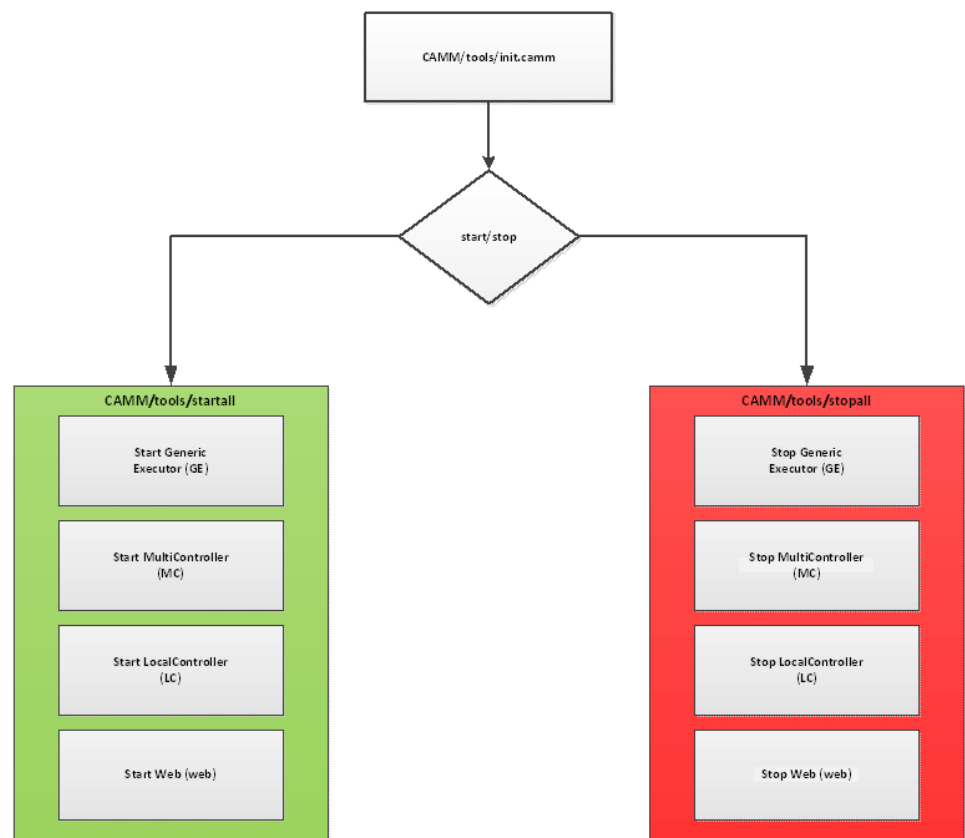 CAMM/tools/init.camm
start/stop
CAMM/tools/startall
Start Generic
Executor (GE)
Start MultiController
(MC)
Start LocalController
(LC)
Start Web (web)
CAMM/tools/stopall
Stop Generic
Executor (GE)
Stop MultiController
(MC)
Stop LocalController
(LC)
Stop Web (web)